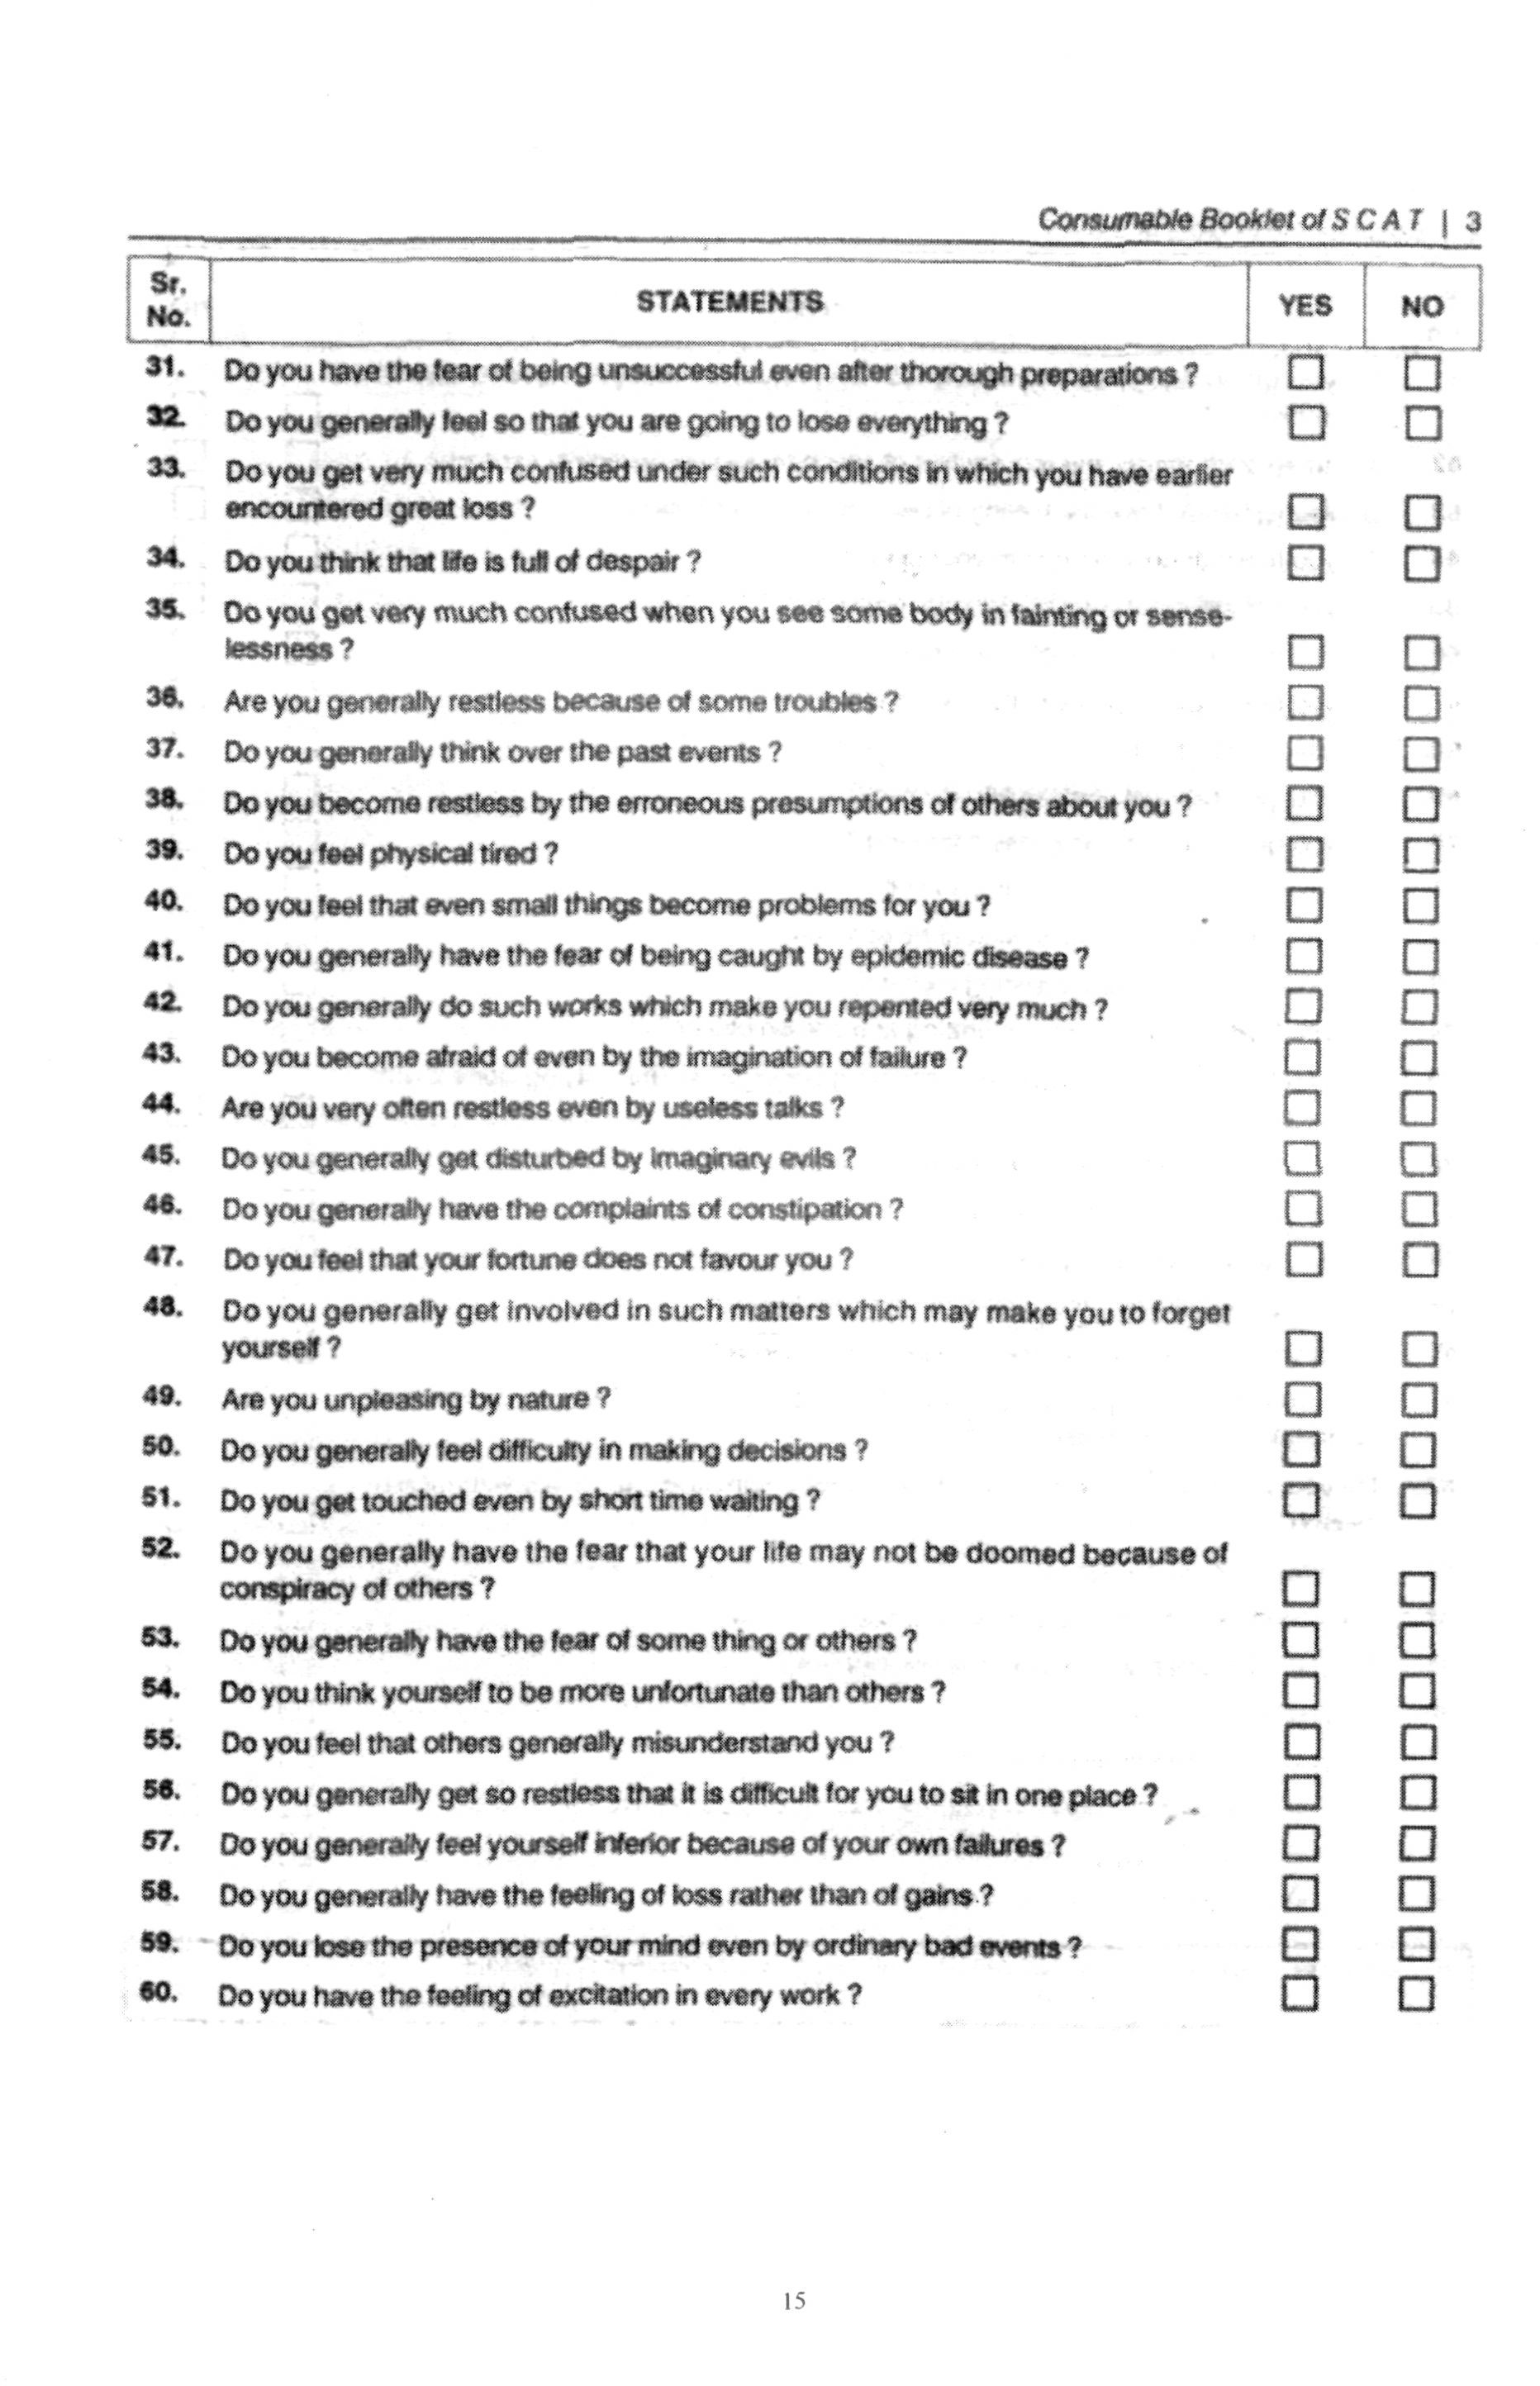 Consumable Booklet of S C A T | 3
Sr. No. STATEMENTS YES NO
31. Do you have the fear of being unsuccessful even after thorough preparations ?
32. Do you generally feel so that you are going to lose everything ?
33. Do you get very much confused under such conditions in which you have earlier
encountered great loss ?
34. Do you think that life is full of despair ?
35. Do you get very much confused when you see some body in fainting or sense-
lessness ?
36. Are you generally restless because of some troubles ?
37. Do you generally think over the past events ?
38. Do you become restless by the erroneous presumptions of others about you ?
39. Do you feel physical tired ?
40. Do you feel that even small things become problems for you ?
41. Do you generally have the fear of being caught by epidemic disease ?
42. Do you generally do such works which make you repented very much ?
43. Do you become afraid of even by the imagination of failure ?
44. Are you very often restless even by useless talks ?
45. Do you generally get disturbed by imaginary evils ?
46. Do you generally have the complaints of constipation ?
47. Do you feel that your fortune does not favour you ?
48. Do you generally get involved in such matters which may make you to forget
yourself ?
49. Are you unpleasing by nature ?
50. Do you generally feel difficulty in making decisions ?
51. Do you get touched even by short time waiting ?
52. Do you generally have the fear that your life may not be doomed because of
conspiracy of others ?
53. Do you generally have the fear of some thing or others ?
54. Do you think yourself to be more unfortunate than others ?
55. Do you feel that others generally misunderstand you ?
56. Do you generally get so restless that it is difficult for you to sit in one place ?
57. Do you generally feel yourself inferior because of your own failures ?
58. Do you generally have the feeling of loss rather than of gains ?
59. Do you lose the presence of your mind even by ordinary bad events ?
60. Do you have the feeling of excitation in every work ?
15